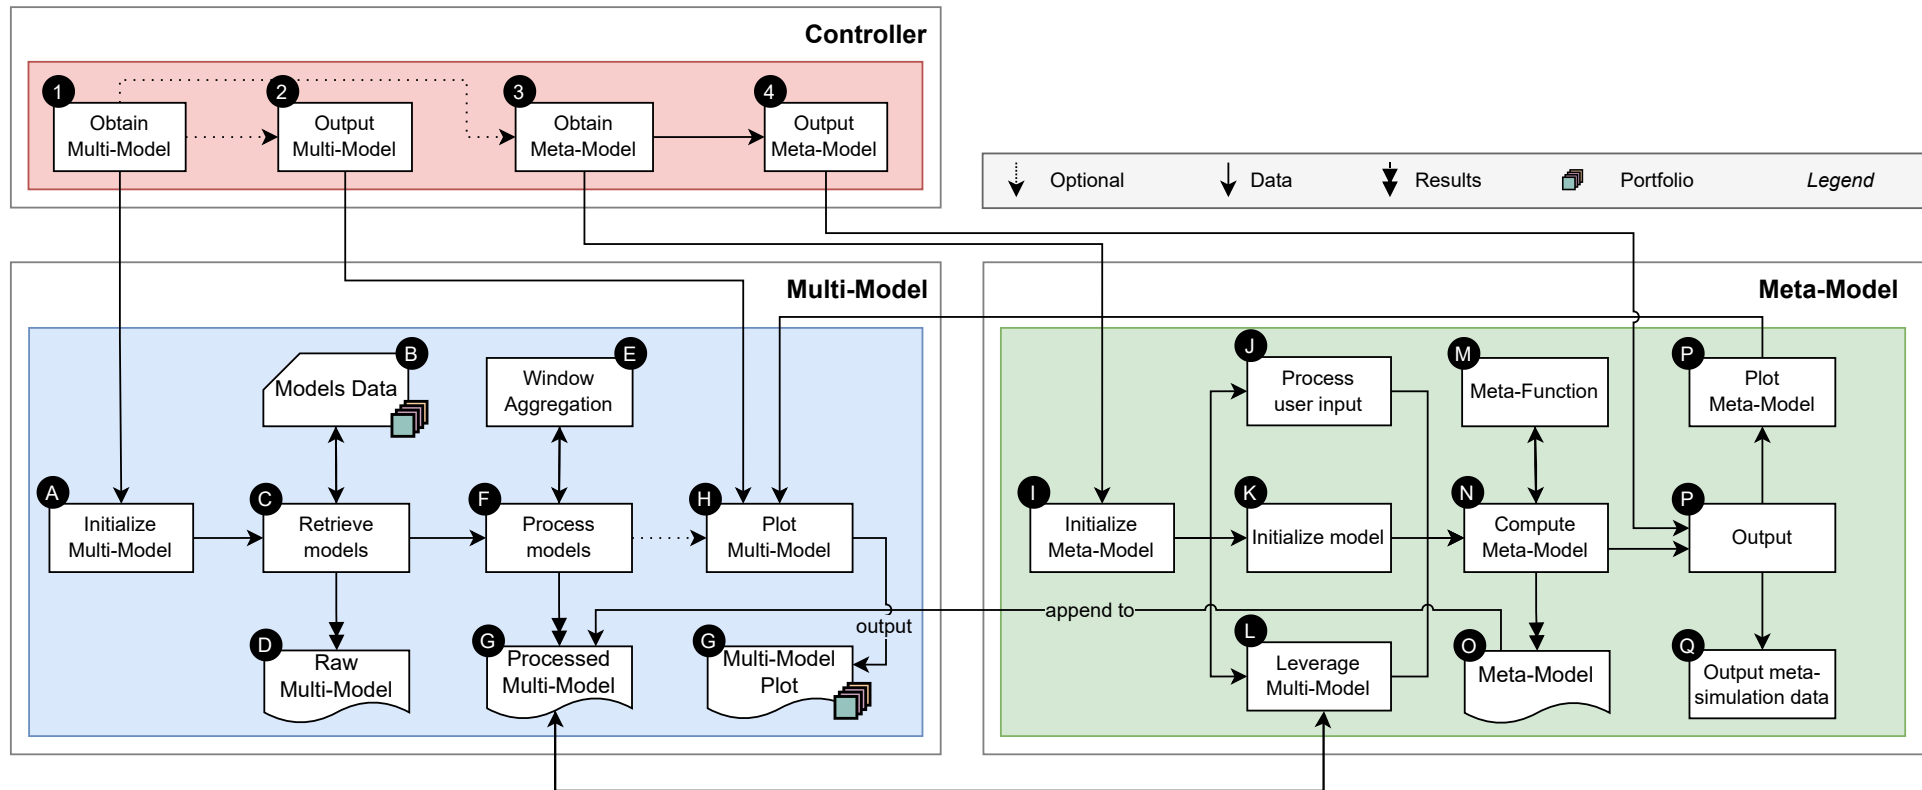 Controller
1
Obtain
Multi-Model
2
Output
Multi-Model
3
Obtain
Meta-Model
4
Output
Meta-Model
Optional
Data
Results
Portfolio
Legend
Multi-Model
B
Models Data
E
Window
Aggregation
A
Initialize
Multi-Model
C
Retrieve
models
F
Process
models
H
Plot
Multi-Model
output
D
Raw
Multi-Model
G
Processed
Multi-Model
G
Multi-Model
Plot
Meta-Model
J
Process
user input
M
Meta-Function
P
Plot
Meta-Model
I
Initialize
Meta-Model
K
Initialize model
N
Compute
Meta-Model
P
Output
append to
L
Leverage
Multi-Model
O
Meta-Model
Q
Output meta-
simulation data